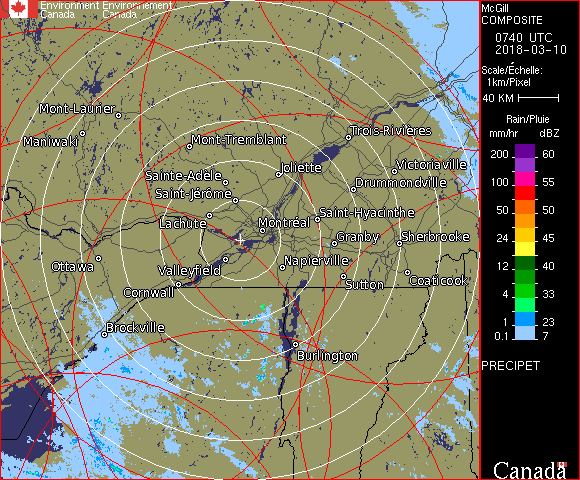 Environment Environnement
Canada Canada
McGill
COMPOSITE
0740 UTC
2018-03-10
Scale/Échelle:
1km/Pixel
40 KM
Rain/Pluie
mm/hr dBZ
200 60
100 55
50 50
24 45
12 40
4 33
1 23
0.1 7
PRECIPET
Canada
Mont-Laurier
Maniwaki
Mont-Tremblant
Trois-Rivières
Sainte-Adèle
Joliette
Victoriaville
Saint-Jérôme
Drummondville
Lachute
Montréal
Saint-Hyacinthe
Granby
Sherbrooke
Ottawa
Valleyfield
Napierville
Cornwall
Sutton
Coaticook
Brockville
Burlington